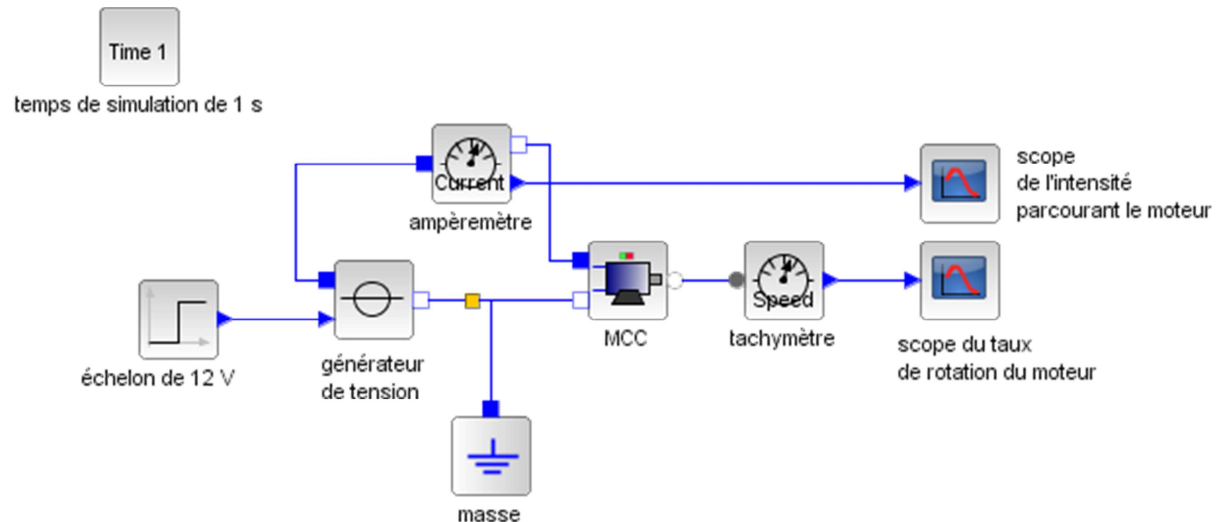 Time 1
temps de simulation de 1 s
Current
ampèremètre
scope
de l'intensité
parcourant le moteur
échelon de 12 V
générateur
de tension
MCC
Speed
tachymètre
scope du taux
de rotation du moteur
masse